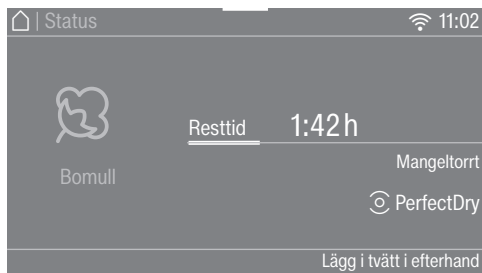 | Status 11:02
Resttid 1:42 h
Bomull
Mangeltorrt
PerfectDry
Lägg i tvätt i efterhand